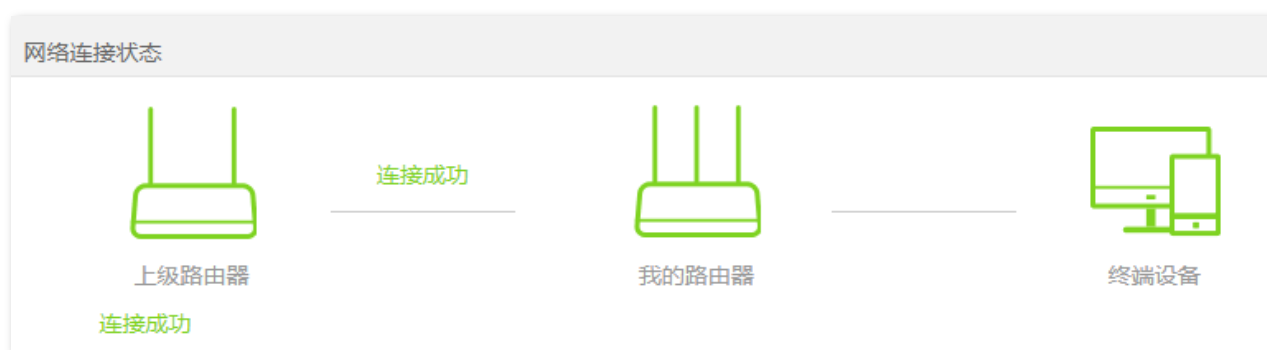 网络连接状态
连接成功
上级路由器
我的路由器
终端设备
连接成功